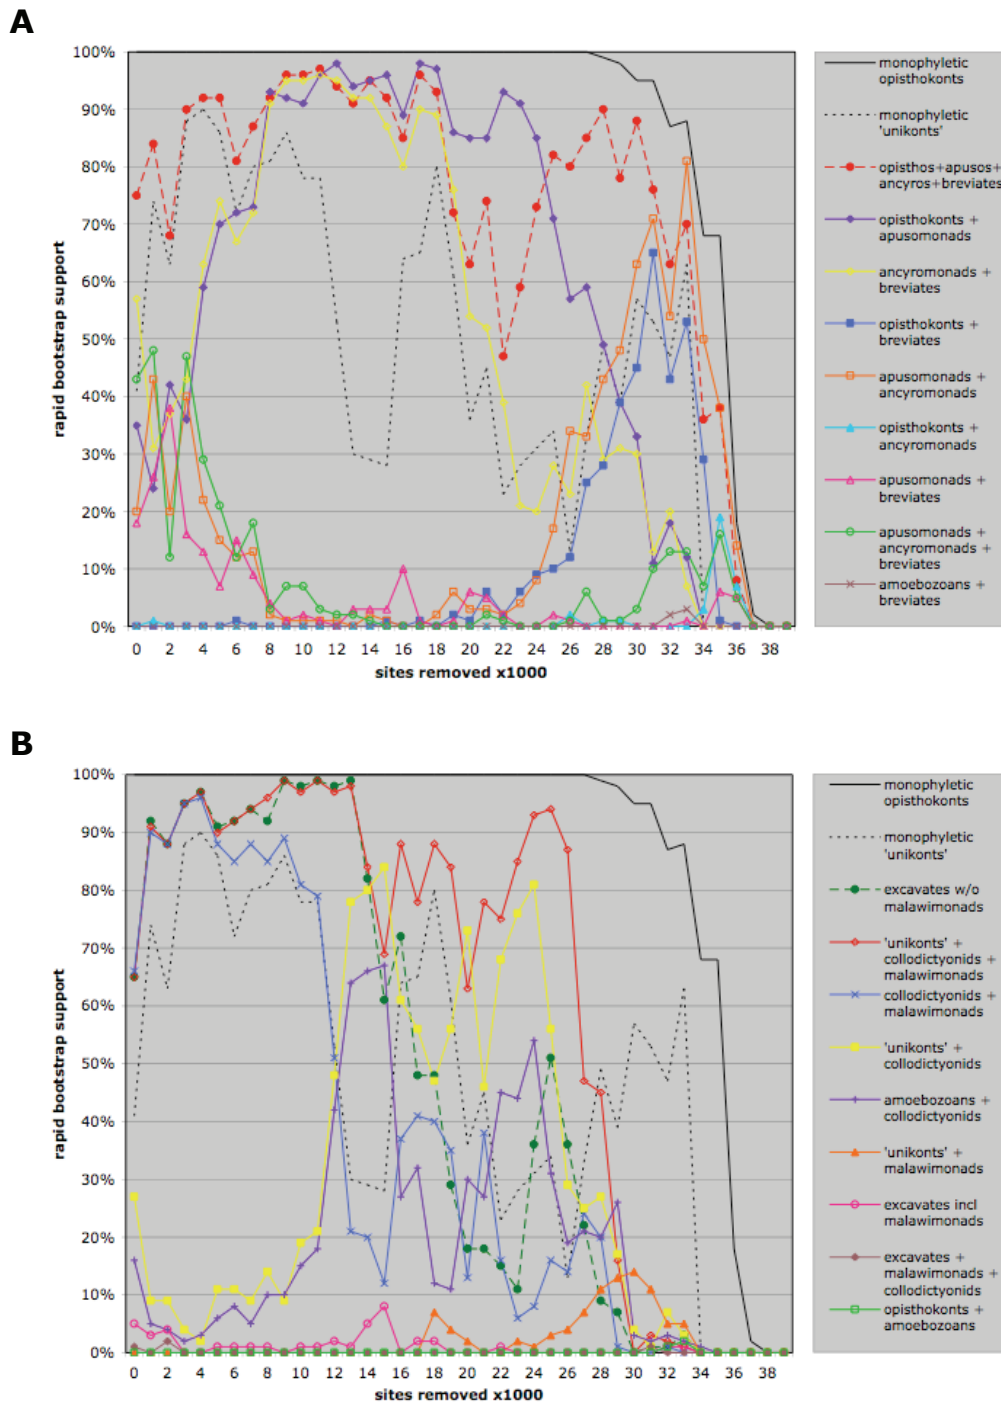 A
100%
90%
80%
70%
60%
50%
40%
30%
20%
10%
0%
rapid bootstrap support
0 2 4 6 8 10 12 14 16 18 20 22 24 26 28 30 32 34 36 38
sites removed x1000
monophyletic
opisthokonts
monophyletic
'unikonts'
opisthos+apusos+
ancyros+breviates
opisthokonts +
apusomonads
ancyromonads +
breviates
opisthokonts +
breviates
apusomonads +
ancyromonads
opisthokonts +
ancyromonads
apusomonads +
breviates
apusomonads +
ancyromonads +
breviates
amoebozoans +
breviates
B
100%
90%
80%
70%
60%
50%
40%
30%
20%
10%
0%
rapid bootstrap support
0 2 4 6 8 10 12 14 16 18 20 22 24 26 28 30 32 34 36 38
sites removed x1000
monophyletic
opisthokonts
monophyletic
'unikonts'
excavates w/o
malawimonads
'unikonts' +
collodictyonids +
malawimonads
collodictyonids +
malawimonads
'unikonts' +
collodictyonids
amoebozoans +
collodictyonids
'unikonts' +
malawimonads
excavates incl
malawimonads
excavates +
malawimonads +
collodictyonids
opisthokonts +
amoebozoans